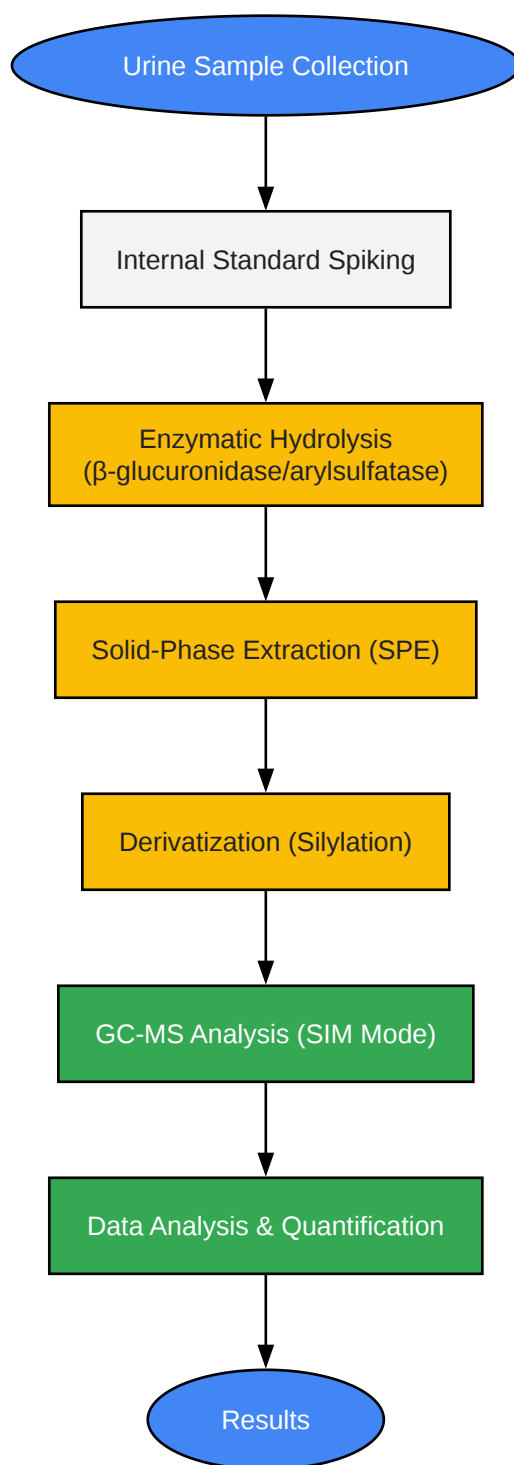 Urine Sample Collection
Internal Standard Spiking
Enzymatic Hydrolysis
(β-glucuronidase/arylsulfatase)
Solid-Phase Extraction (SPE)
Derivatization (Silylation)
GC-MS Analysis (SIM Mode)
Data Analysis & Quantification
Results